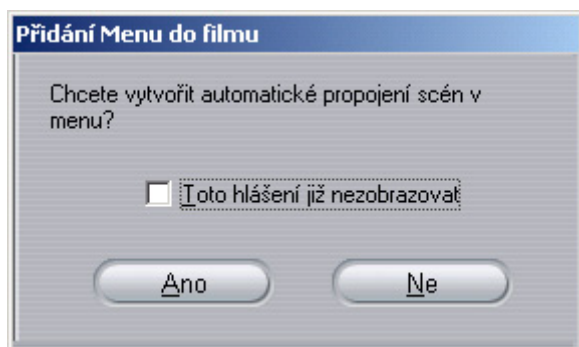 Přidání Menu do filmu
Chcete vytvořit automatické propojení scén v
menu?
Toto hlášení již nezobrazovat
Ano
Ne